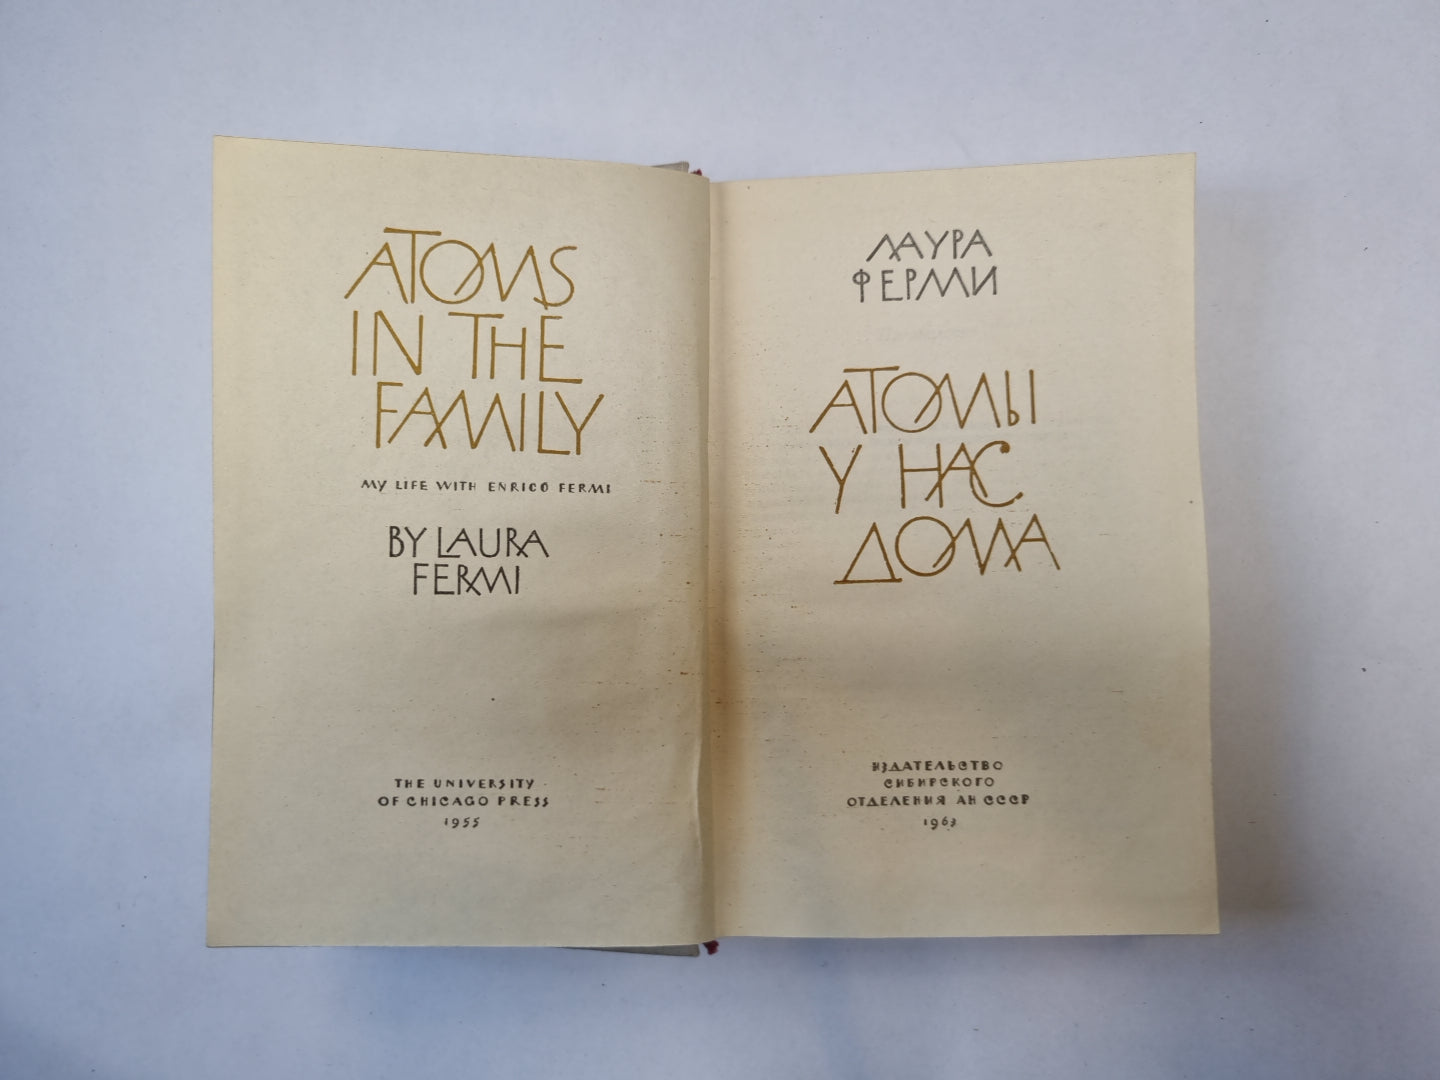 ATOMS
IN THE
FAMILY
MY LIFE WITH ENRICO FERMI
BY LAURA
FERMI
THE UNIVERSITY
OF CHICAGO PRESS
1955
ЛАУРА
ФЕРМИ
АТОМЫ
У НАС
ДОМА
ИЗДАТЕЛЬСТВО
СИБИРСКОГО
ОТДЕЛЕНИЯ АН СССР
1963